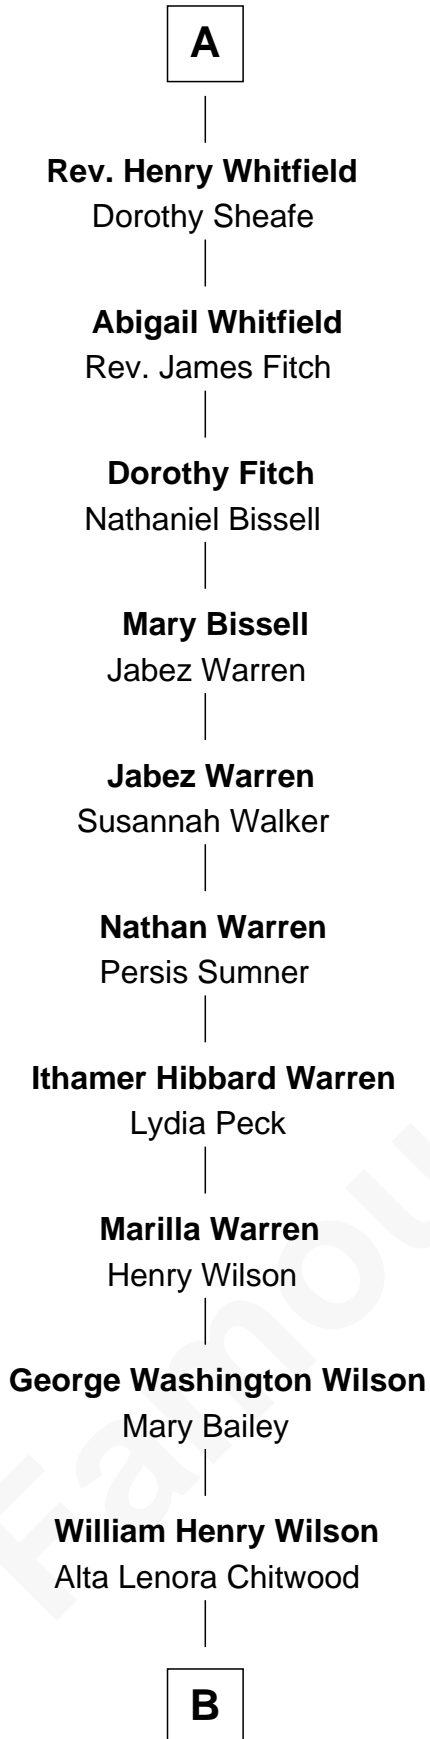 A
Rev. Henry Whitfield
Dorothy Sheafe
Abigail Whitfield
Rev. James Fitch
Dorothy Fitch
Nathaniel Bissell
Mary Bissell
Jabez Warren
Jabez Warren
Susannah Walker
Nathan Warren
Persis Sumner
Ithamer Hibbard Warren
Lydia Peck
Marilla Warren
Henry Wilson
George Washington Wilson
Mary Bailey
William Henry Wilson
Alta Lenora Chitwood
B
Famou